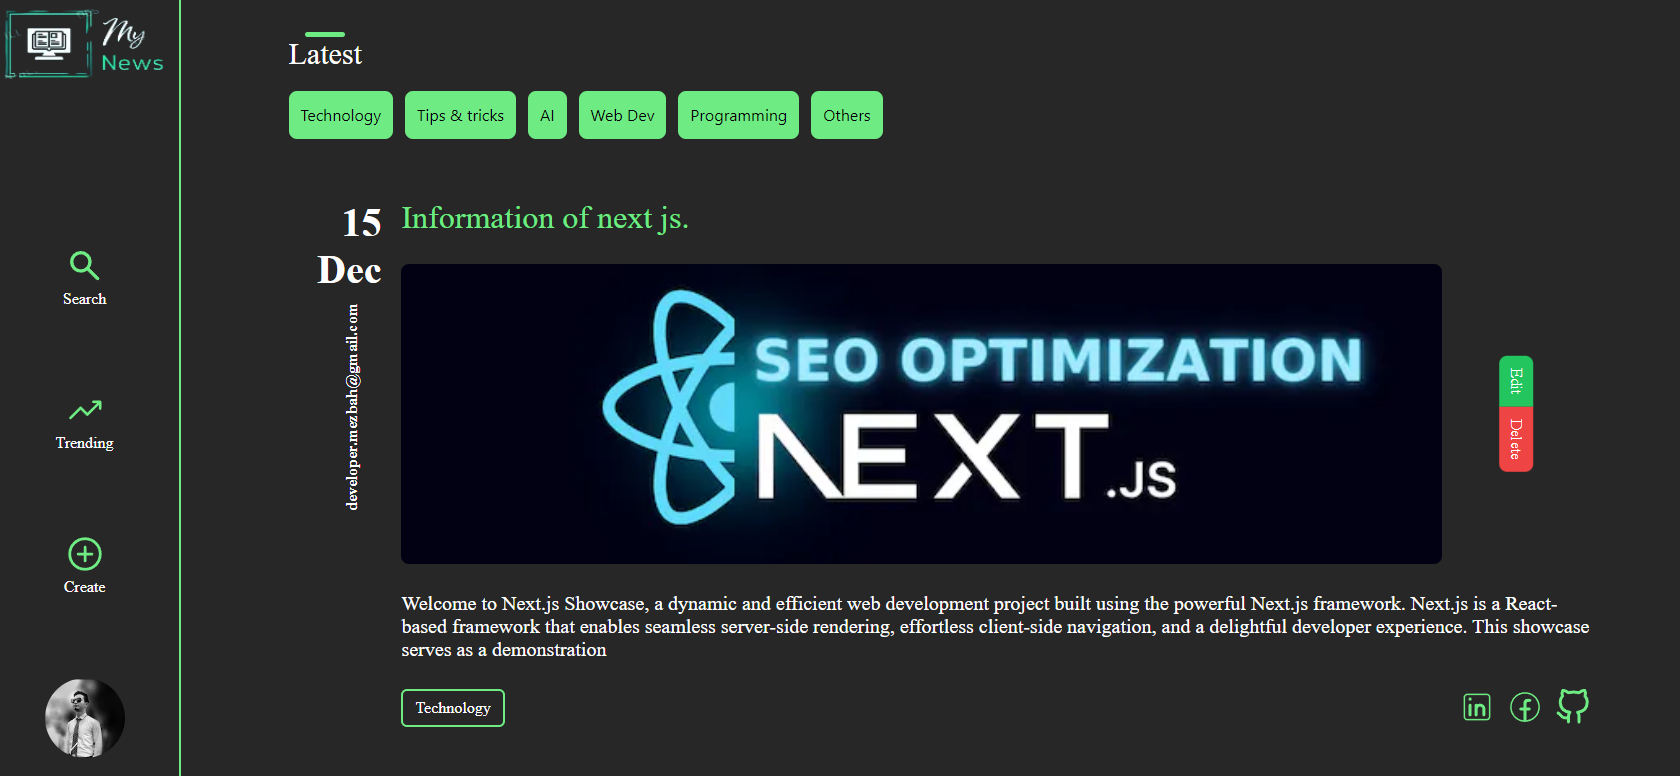 My
News
Search
Trending
Create
Latest
Technology
Tips & tricks
AI
Web Dev
Programming
Others
15
Dec
developer.mezbah@gmail.com
Information of next js.
SEO OPTIMIZATION
NEXT.JS
Edit
Delete
Welcome to Next.js Showcase, a dynamic and efficient web development project built using the powerful Next.js framework. Next.js is a React-
based framework that enables seamless server-side rendering, effortless client-side navigation, and a delightful developer experience. This showcase
serves as a demonstration
Technology
in